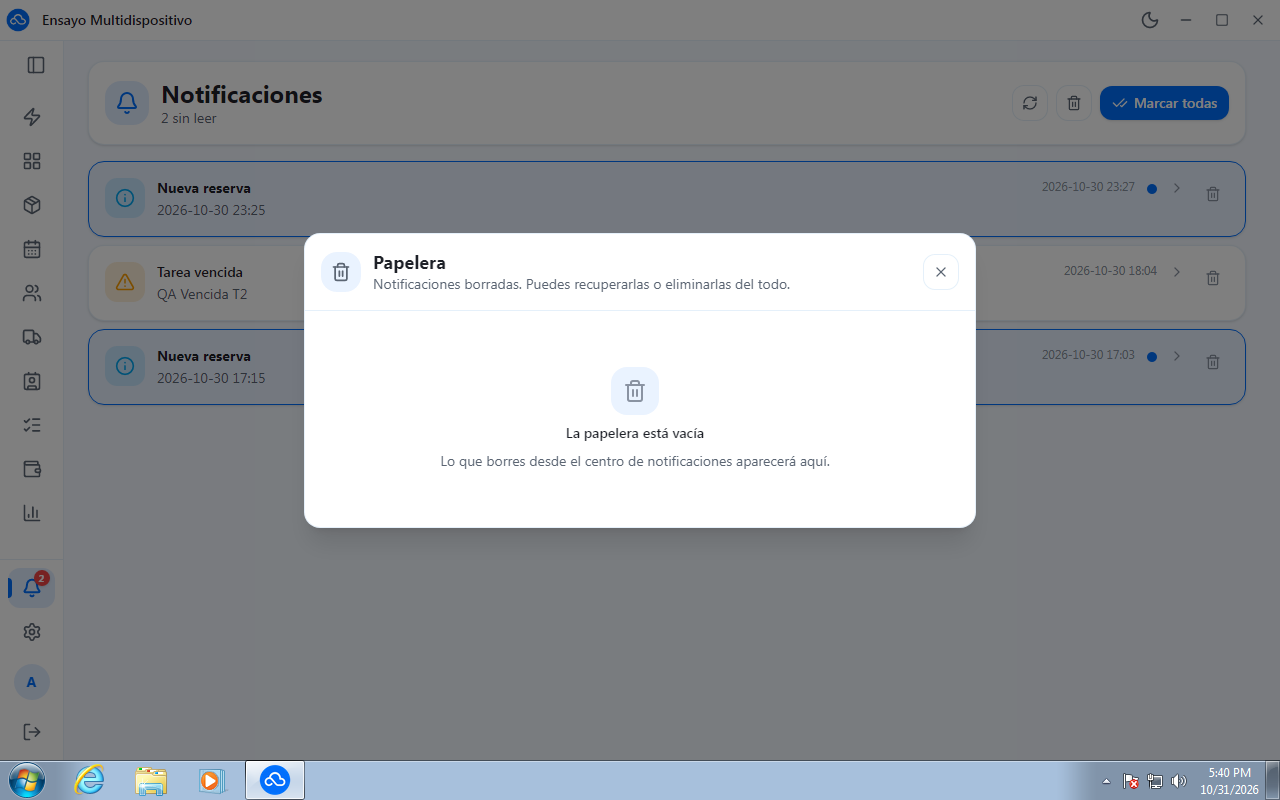 Ensayo Multidispositivo
Notificaciones
2 sin leer
Marcar todas
Nueva reserva
2026-10-30 23:25
2026-10-30 23:27
Tarea vencida
QA Vencida T2
2026-10-30 18:04
Nueva reserva
2026-10-30 17:15
2026-10-30 17:03
Papelera
Notificaciones borradas. Puedes recuperarlas o eliminarlas del todo.
La papelera está vacía
Lo que borres desde el centro de notificaciones aparecerá aquí.
2
A
5:40 PM
10/31/2026